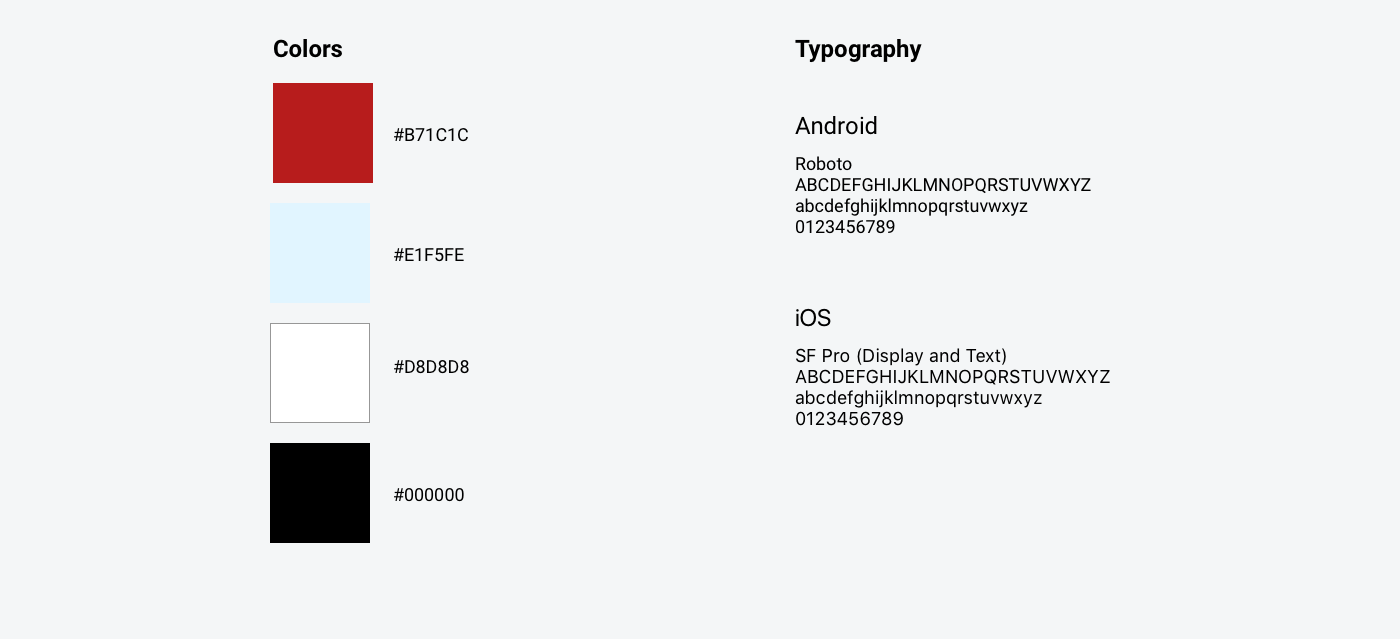 Colors
#B71C1C
#E1F5FE
#D8D8D8
#000000
Typography
Android
Roboto
ABCDEFGHIJKLMNOPQRSTUVWXYZ
abcdefghijklmnopqrstuvwxyz
0123456789
iOS
SF Pro (Display and Text)
ABCDEFGHIJKLMNOPQRSTUVWXYZ
abcdefghijklmnopqrstuvwxyz
0123456789